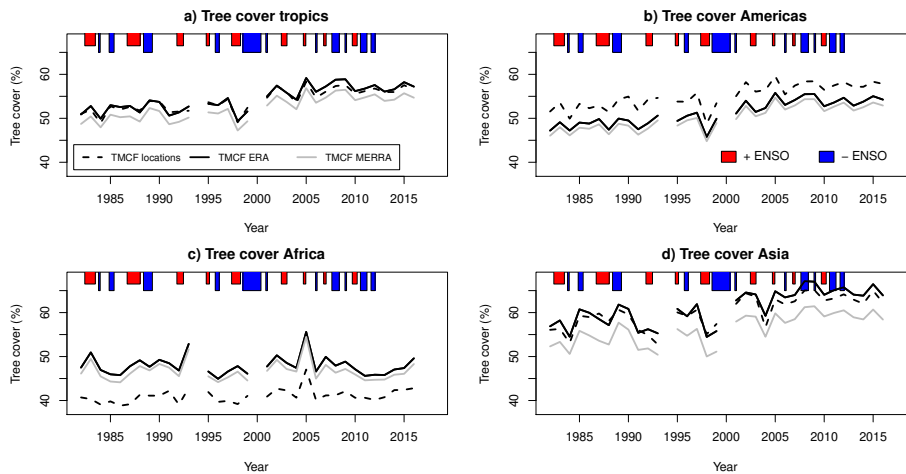 a) Tree cover tropics
Tree cover (%)
60
50
40
TMCF locations TMCF ERA TMCF MERRA
1985 1990 1995 2000 2005 2010 2015
Year
b) Tree cover Americas
Tree cover (%)
60
50
40
+ ENSO − ENSO
1985 1990 1995 2000 2005 2010 2015
Year
c) Tree cover Africa
Tree cover (%)
60
50
40
1985 1990 1995 2000 2005 2010 2015
Year
d) Tree cover Asia
Tree cover (%)
60
50
40
1985 1990 1995 2000 2005 2010 2015
Year